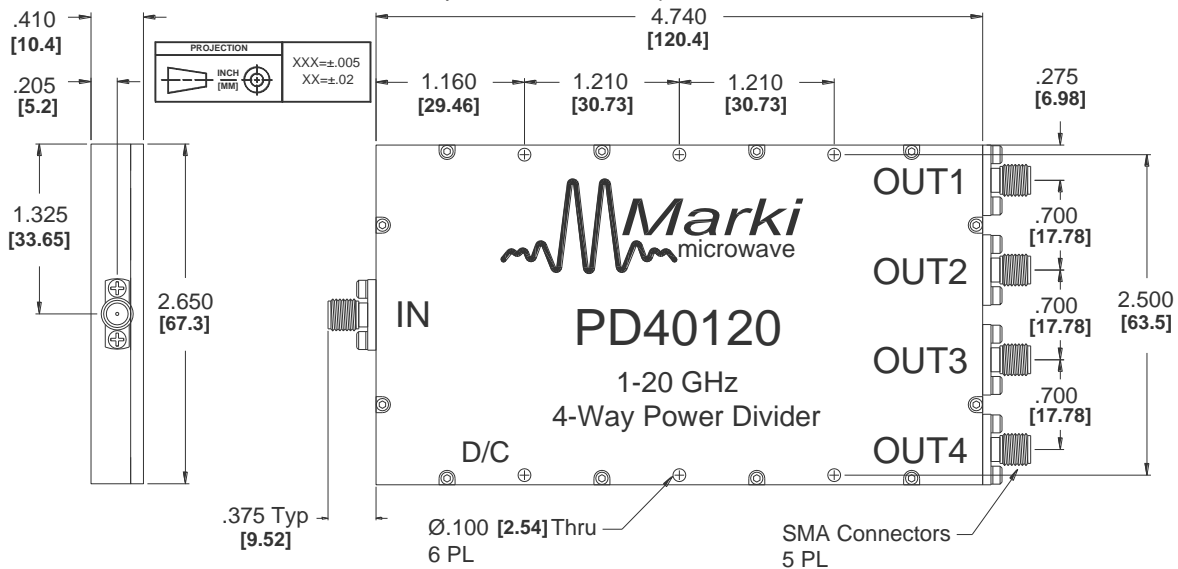 .410
[10.4]
4.740
[120.4]
PROJECTION
INCH
[MM]
XXX=±.005
XX=±.02
.205
[5.2]
1.160
[29.46]
1.210
[30.73]
1.210
[30.73]
.275
[6.98]
1.325
[33.65]
2.650
[67.3]
Marki
microwave
OUT1
.700
[17.78]
OUT2
IN
PD40120
2.500
[63.5]
.700
[17.78]
OUT3
1-20 GHz
4-Way Power Divider
.700
[17.78]
D/C
OUT4
.375 Typ
[9.52]
Ø.100 [2.54] Thru
6 PL
SMA Connectors
5 PL